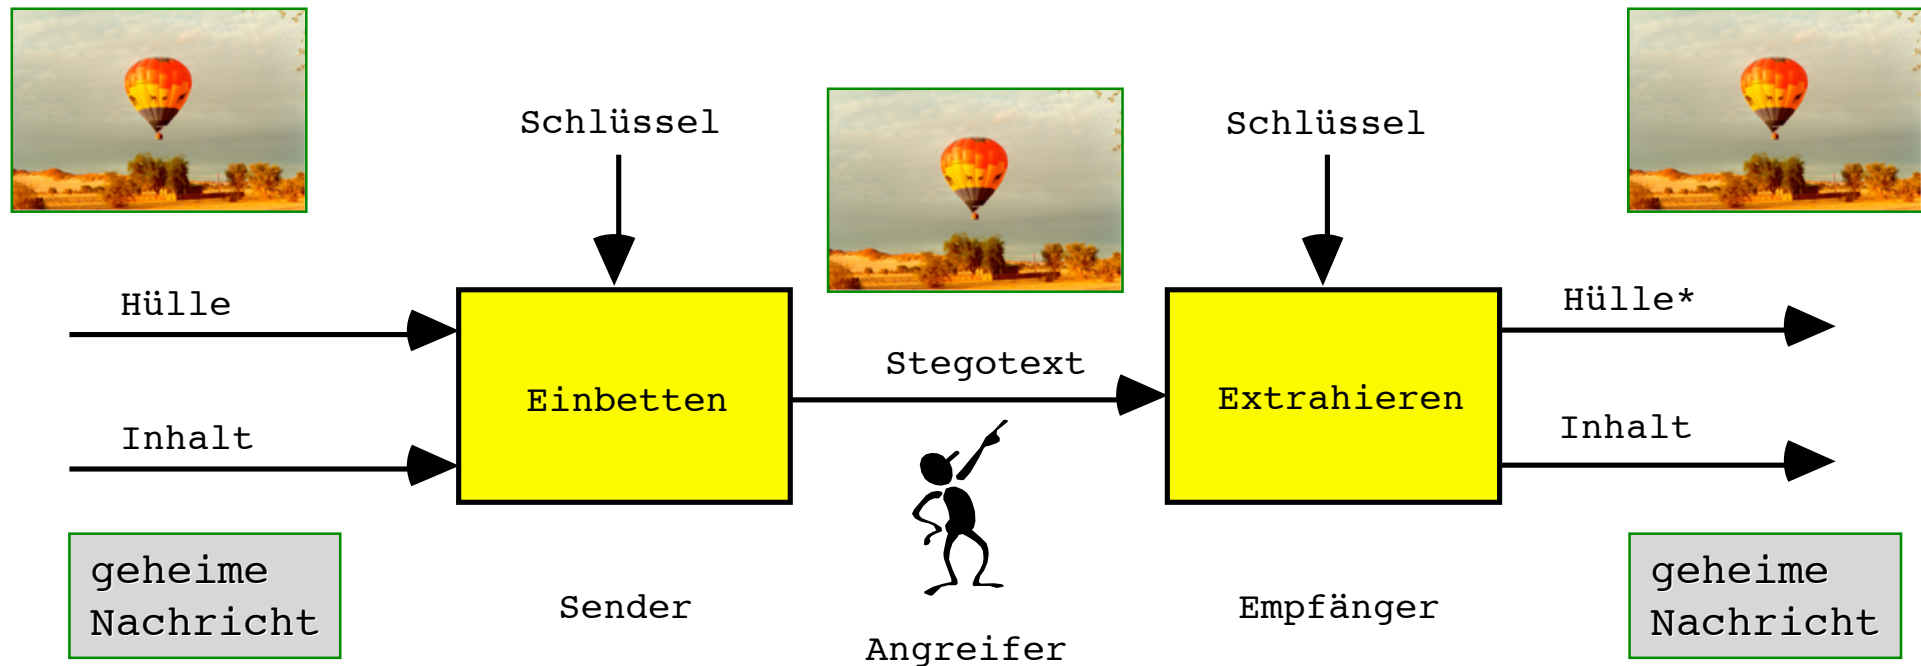 Schlüssel
Schlüssel
Hülle
Hülle*
Stegotext
Einbetten
Extrahieren
Inhalt
Inhalt
geheime
Nachricht
Sender
Angreifer
Empfänger
geheime
Nachricht